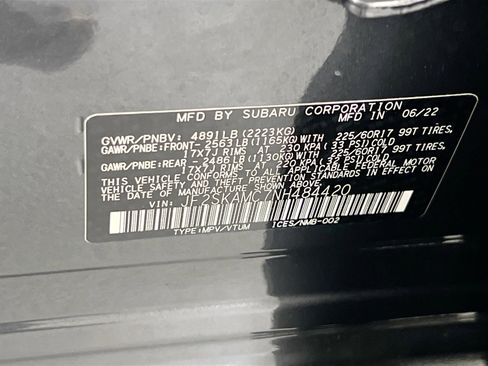 MFD BY SUBARU CORPORATION IN 06/22
GVWR/PNBV: 4891LB(2223KG)
GAWR/PNBE:FRONT- 2563LB(1165KG)WITH 225/60R17 99T TIRES,
17X7J RIMS AT 230 KPA(33 PSI)COLD
GAWR/PNBE:REAR- 2486LB(1130KG)WITH 225/60R17 99T TIRES,
17X7J RIMS AT 230 KPA(33 PSI)COLD
THIS VEHICLE CONFORMS TO ALL APPLICABLE FEDERAL MOTOR
VEHICLE SAFETY AND THEFT PREVENTION STANDARDS IN EFFECT
ON THE DATE OF MANUFACTURE SHOWN ABOVE.
VIN: JF2SKAMC7NH484420
TYPE:MPV/VTUM ICES/NMB-002